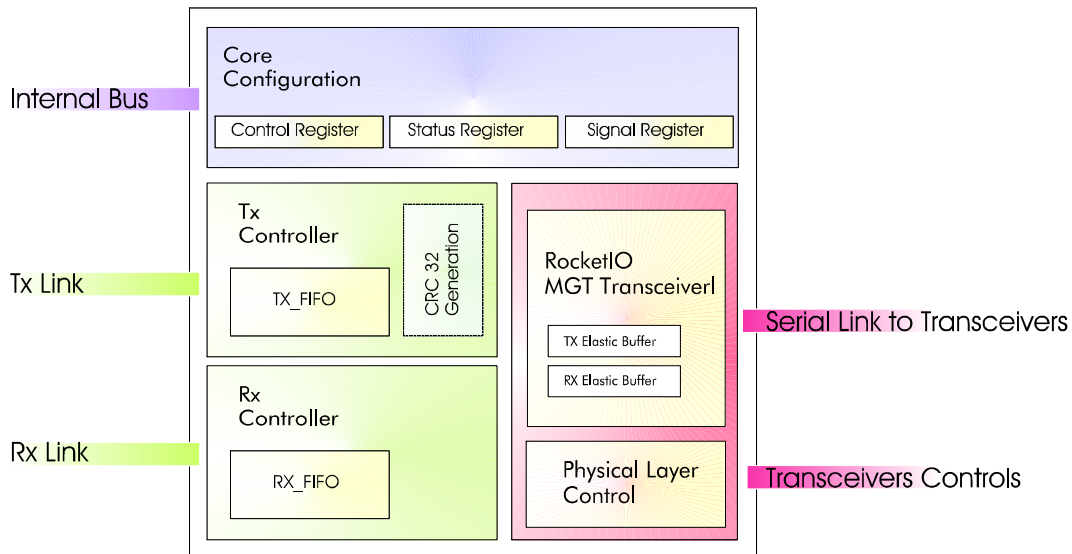 Core
Configuration
Internal Bus
Control Register
Status Register
Signal Register
Tx
Controller
CRC 32
Generation
TX_FIFO
Tx Link
RocketIO
MGT Transceiverl
TX Elastic Buffer
RX Elastic Buffer
Serial Link to Transceivers
Rx
Controller
RX_FIFO
Rx Link
Physical Layer
Control
Transceivers Controls